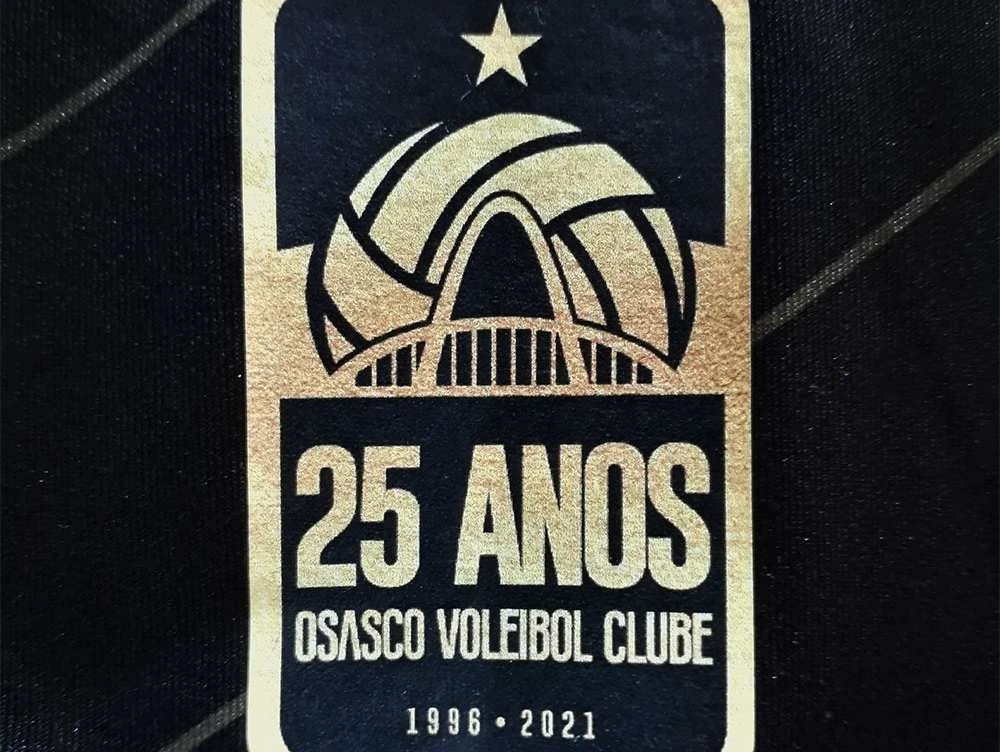 25 ANOS
OSASCO VOLEIBOL CLUBE
1996 • 2021